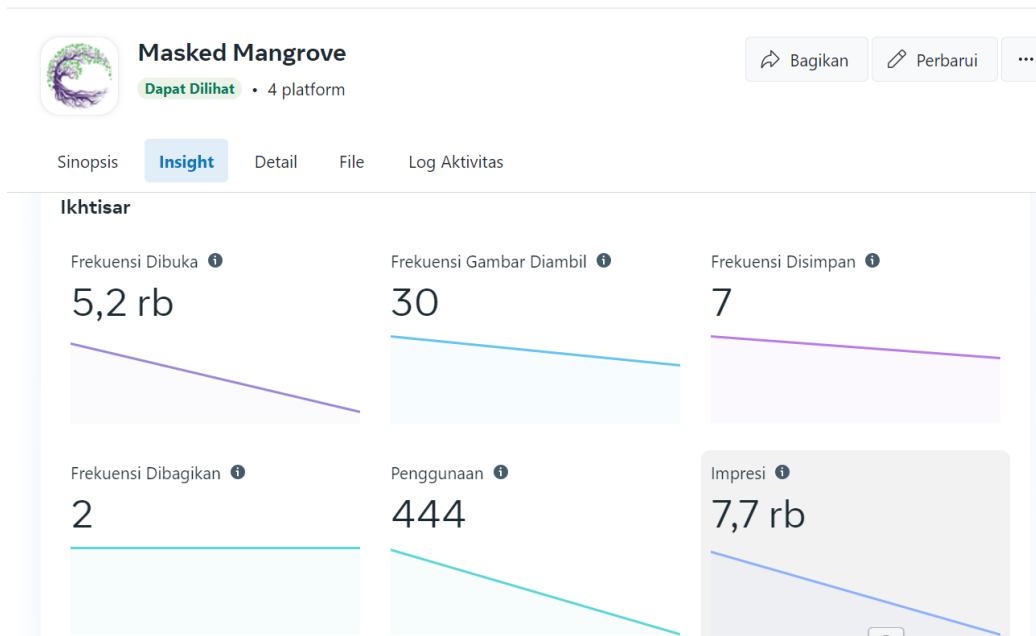 Masked Mangrove
Dapat Dilihat • 4 platform
Bagikan
Perbarui
Sinopsis
Insight
Detail
File
Log Aktivitas
Ikhtisar
Frekuensi Dibuka
5,2 rb
Frekuensi Gambar Diambil
30
Frekuensi Disimpan
7
Frekuensi Dibagikan
2
Penggunaan
444
Impresi
7,7 rb